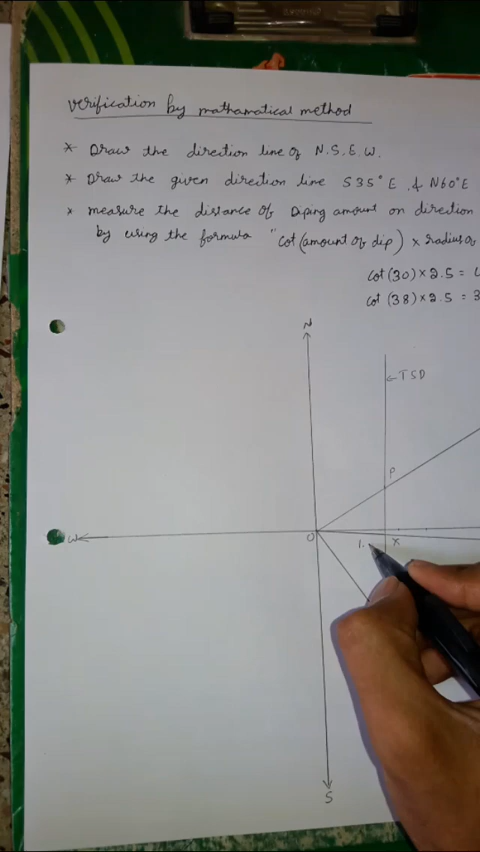 verification by mathamatical method
* Draw the direction line of N.S.E.W.
* Draw the given direction line S35°E & N60°E
* measure the distance of Diping amount on direction
by using the formula "cot(amount of dip) x radius of
cot (30) x 2.5 =
cot (38) x 2.5 = 3
N
← TSD
P
W
O
1.
X
S